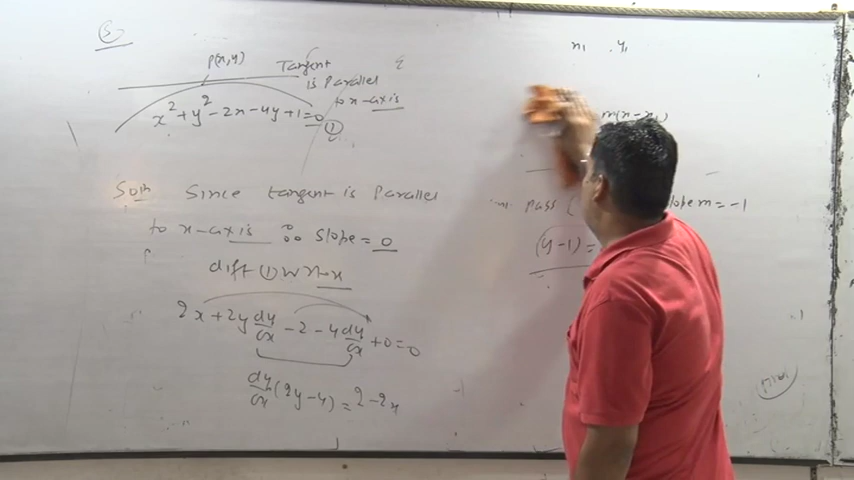 (5)
P(x,y) Tangent
is Parallel
to x-axis
x² + y² - 2x - 4y + 1 = 0 ①
Soln Since tangent is Parallel
to x-axis ∴ Slope = 0
diff ① w r to x
2x + 2y dy/dx - 2 - 4 dy/dx + 0 = 0
dy/dx (2y - 4) = 2 - 2x
x₁ , y₁
m(x - x₁)
pass ( slope m = -1
(y - 1) =